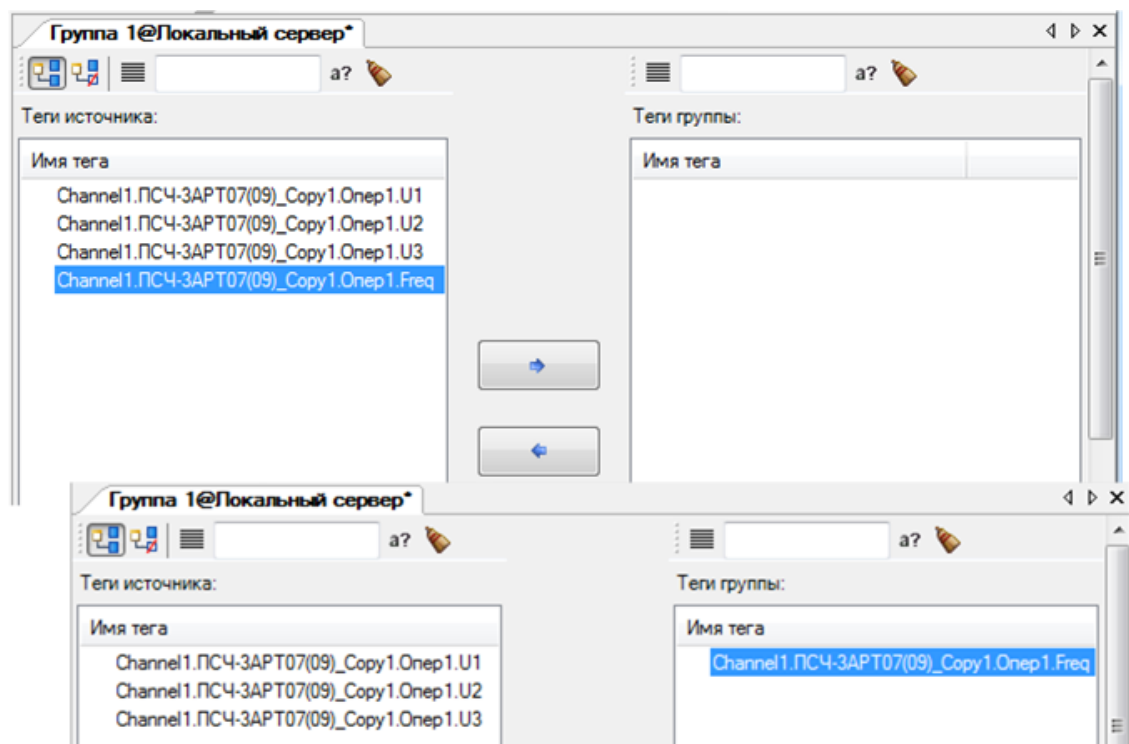 Группа 1@Локальный сервер*
a? a?
Теги источника: Теги группы:
Имя тега Имя тега
Channel1.ПСЧ-3АРТ07(09)_Copy1.Опер1.U1
Channel1.ПСЧ-3АРТ07(09)_Copy1.Опер1.U2
Channel1.ПСЧ-3АРТ07(09)_Copy1.Опер1.U3
Channel1.ПСЧ-3АРТ07(09)_Copy1.Опер1.Freq
Группа 1@Локальный сервер*
a? a?
Теги источника: Теги группы:
Имя тега Имя тега
Channel1.ПСЧ-3АРТ07(09)_Copy1.Опер1.U1 Channel1.ПСЧ-3АРТ07(09)_Copy1.Опер1.Freq
Channel1.ПСЧ-3АРТ07(09)_Copy1.Опер1.U2
Channel1.ПСЧ-3АРТ07(09)_Copy1.Опер1.U3